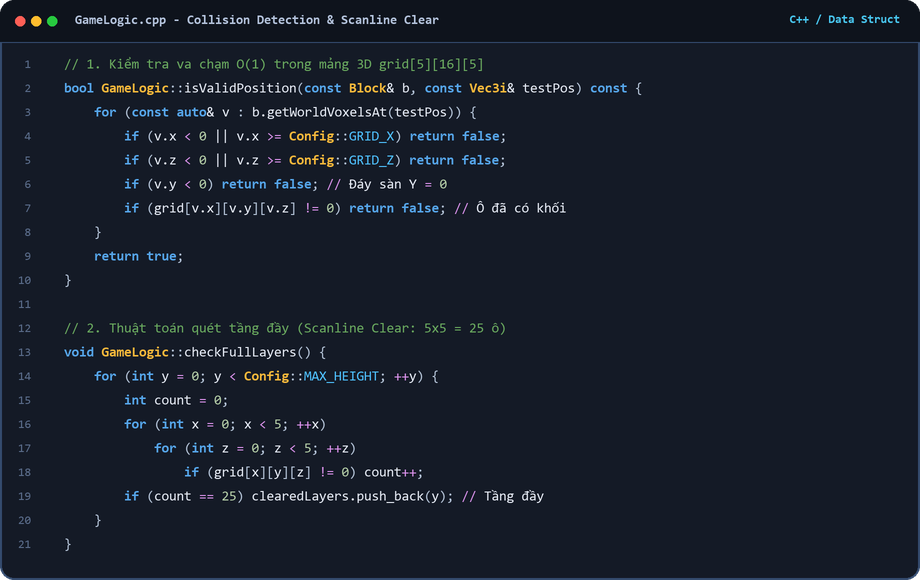 GameLogic.cpp - Collision Detection & Scanline Clear
C++ / Data Struct
1 // 1. Kiểm tra va chạm O(1) trong mảng 3D grid[5][16][5]
2 bool GameLogic::isValidPosition(const Block& b, const Vec3i& testPos) const {
3 for (const auto& v : b.getWorldVoxelsAt(testPos)) {
4 if (v.x < 0 || v.x >= Config::GRID_X) return false;
5 if (v.z < 0 || v.z >= Config::GRID_Z) return false;
6 if (v.y < 0) return false; // Đáy sàn Y = 0
7 if (grid[v.x][v.y][v.z] != 0) return false; // Ô đã có khối
8 }
9 return true;
10 }
11
12 // 2. Thuật toán quét tầng đầy (Scanline Clear: 5x5 = 25 ô)
13 void GameLogic::checkFullLayers() {
14 for (int y = 0; y < Config::MAX_HEIGHT; ++y) {
15 int count = 0;
16 for (int x = 0; x < 5; ++x)
17 for (int z = 0; z < 5; ++z)
18 if (grid[x][y][z] != 0) count++;
19 if (count == 25) clearedLayers.push_back(y); // Tầng đầy
20 }
21 }